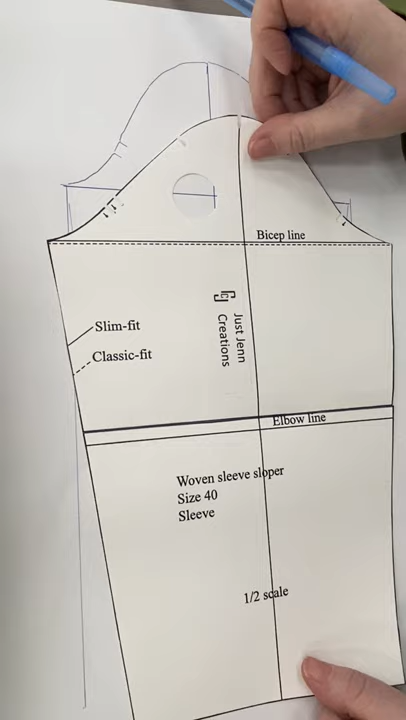 Bicep line
Just Jenn
Creations
Slim-fit
Classic-fit
Elbow line
Woven sleeve sloper
Size 40
Sleeve
1/2 scale